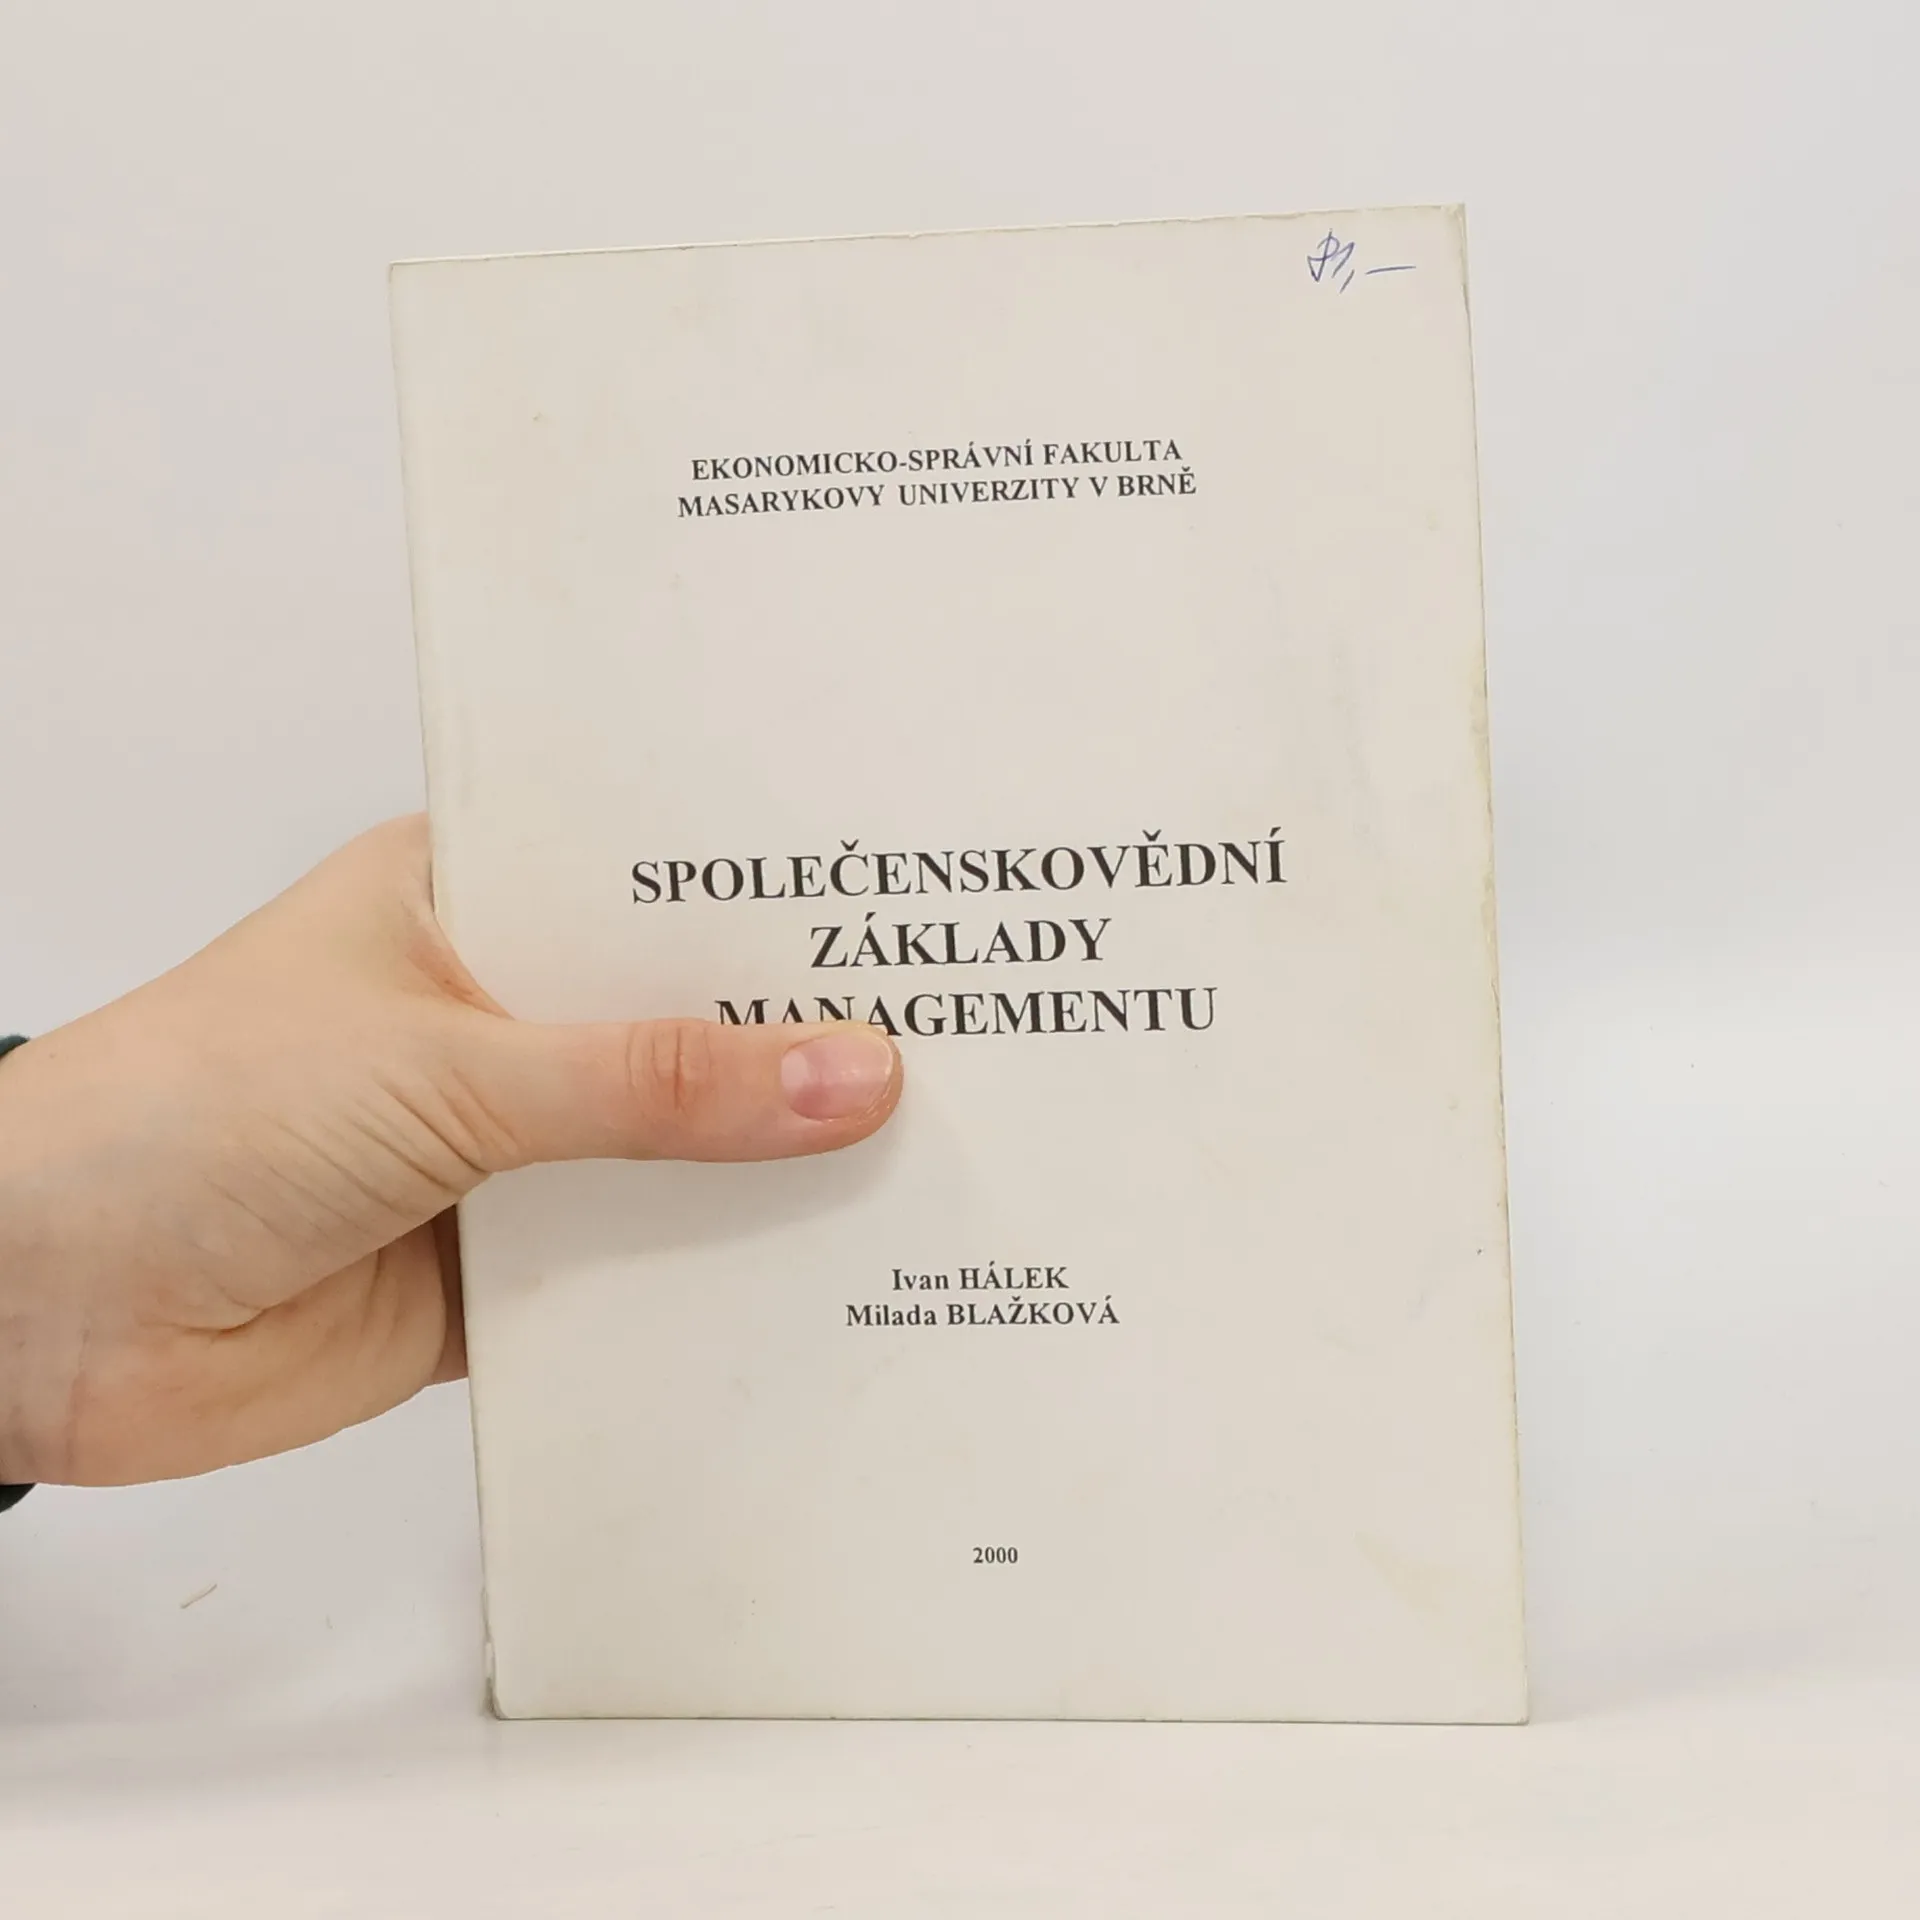 EKONOMICKO-SPRÁVNÍ FAKULTA
MASARYKOVY UNIVERZITY V BRNĚ
SPOLEČENSKOVĚDNÍ
ZÁKLADY
MANAGEMENTU
Ivan HÁLEK
Milada BLAŽKOVÁ
2000